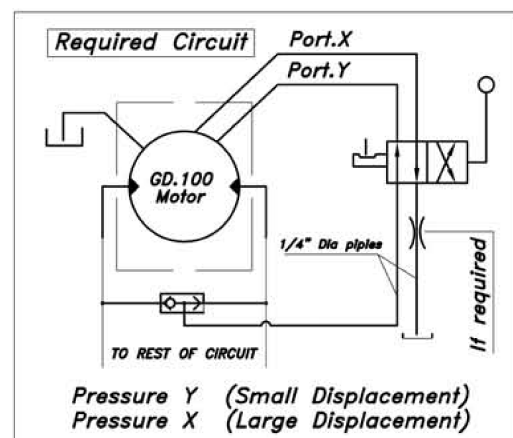 Required Circuit
Port.X
Port.Y
GD.100
Motor
1/4" Dia piples
If required
TO REST OF CIRCUIT
Pressure Y (Small Displacement)
Pressure X (Large Displacement)